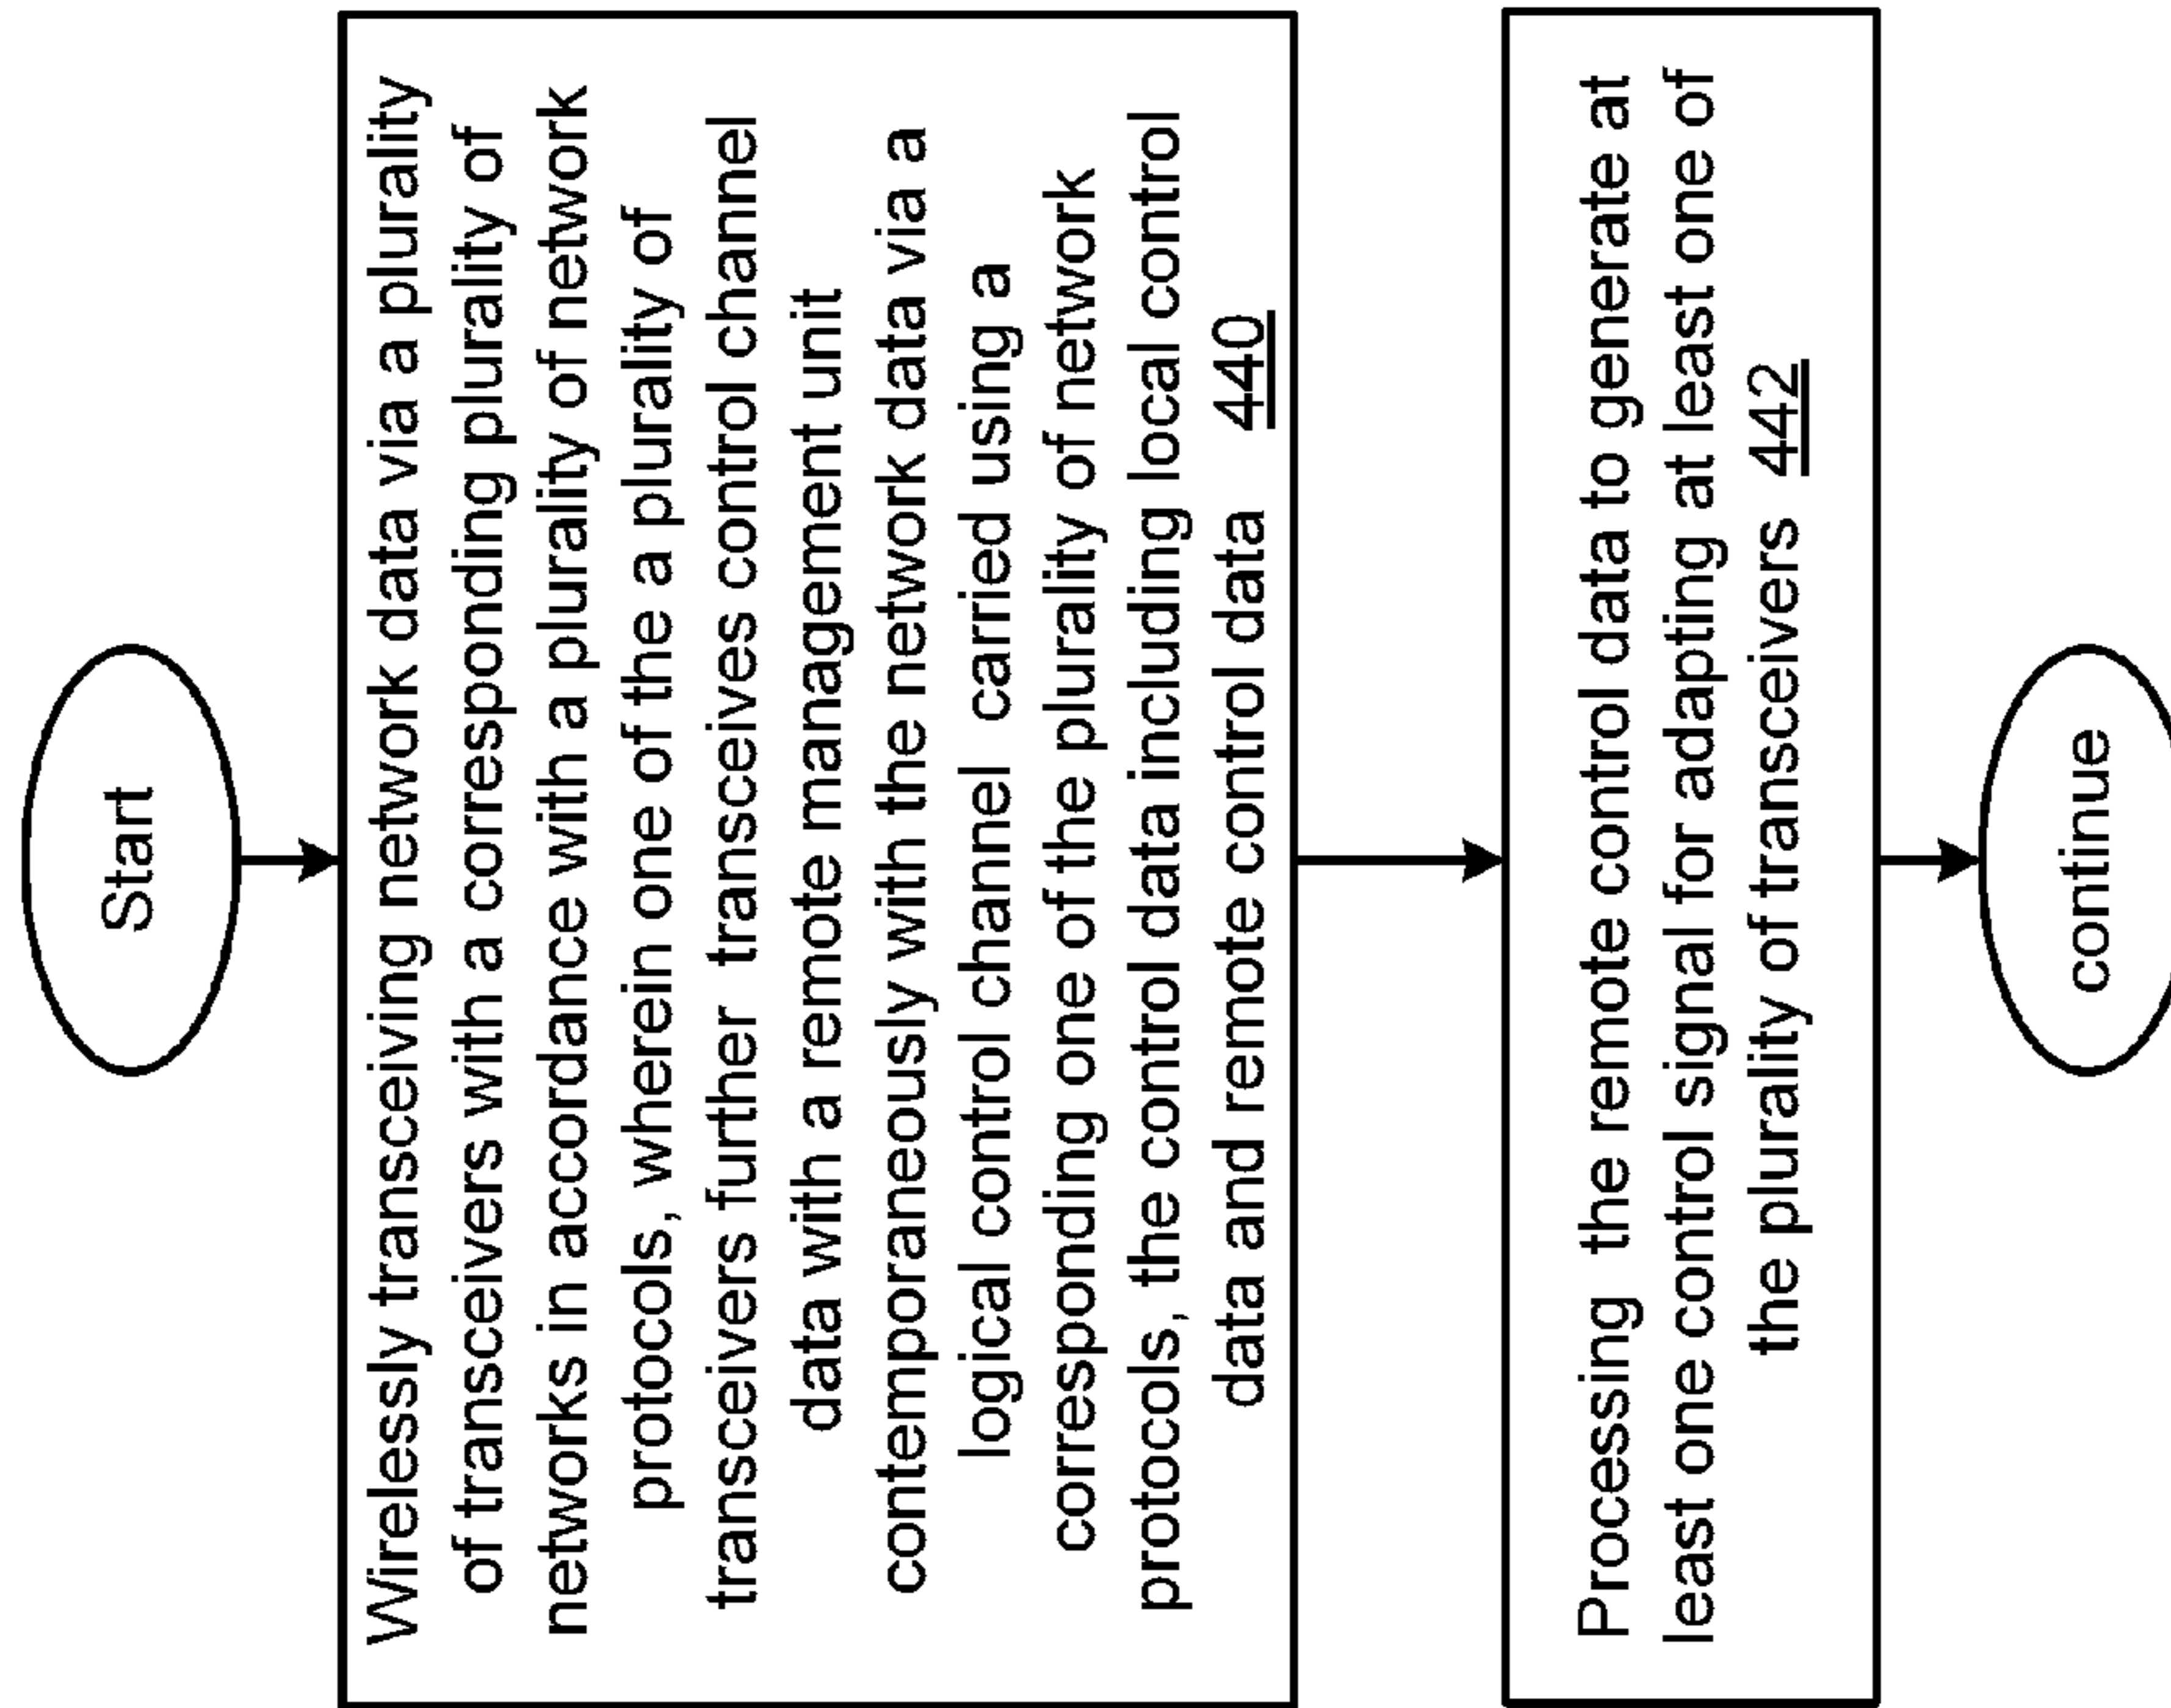 Start
Wirelessly transceiving network data via a plurality
of transceivers with a corresponding plurality of
networks in accordance with a plurality of network
protocols, wherein one of the a plurality of
transceivers further transceives control channel
data with a remote management unit
contemporaneously with the network data via a
logical control channel carried using a
corresponding one of the plurality of network
protocols, the control data including local control
data and remote control data 440
Processing the remote control data to generate at
least one control signal for adapting at least one of
the plurality of transceivers 442
continue